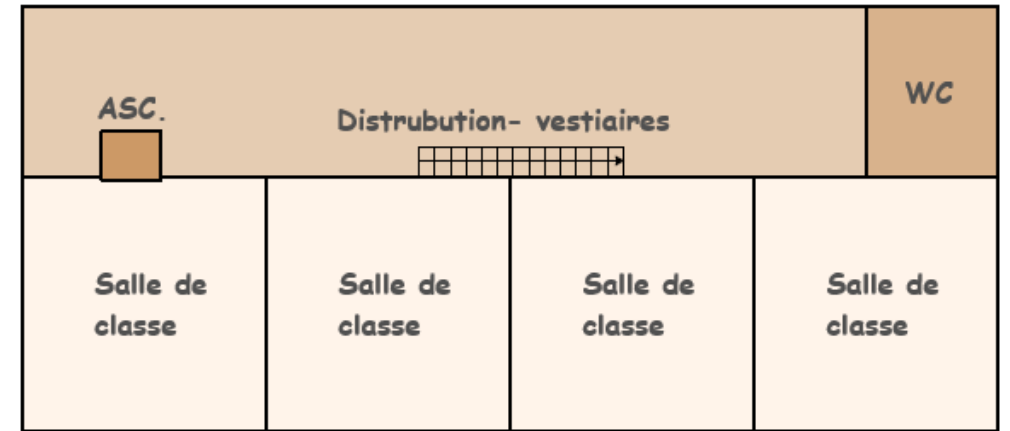 ASC.
WC
Distrubution- vestiaires
Salle de
classe
Salle de
classe
Salle de
classe
Salle de
classe